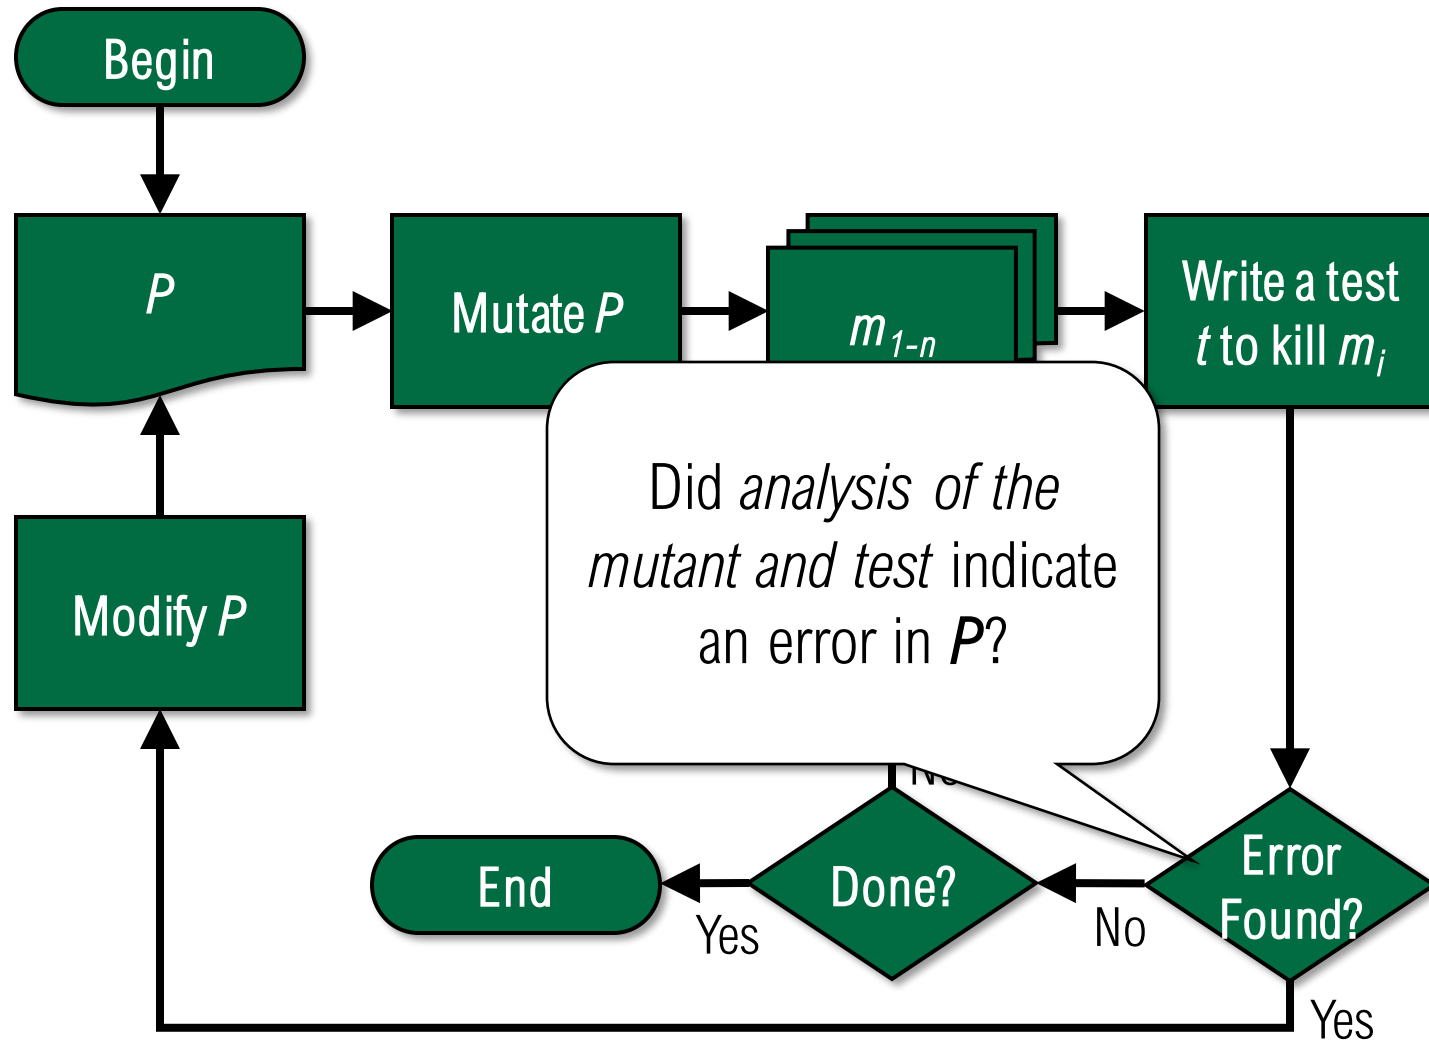 Begin
P
Mutate P
m1-n
Write a test
t to kill mi
Did analysis of the
mutant and test indicate
an error in P?
Modify P
No
End
Yes
Done?
No
Error
Found?
Yes